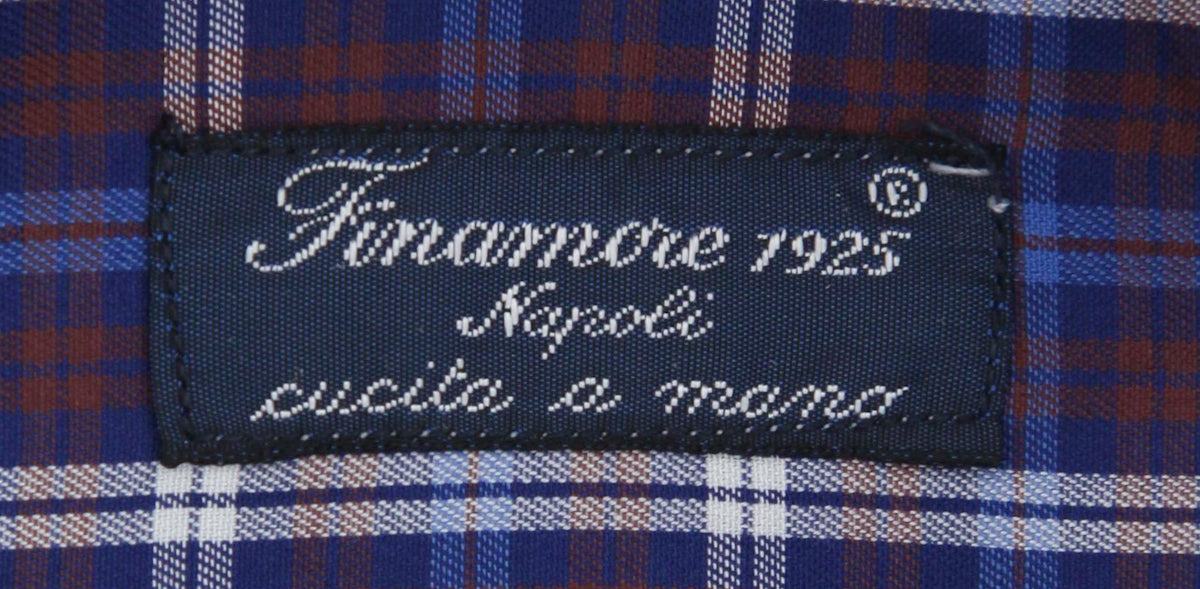 Finamore 1925 ®
Napoli
cucito a mano